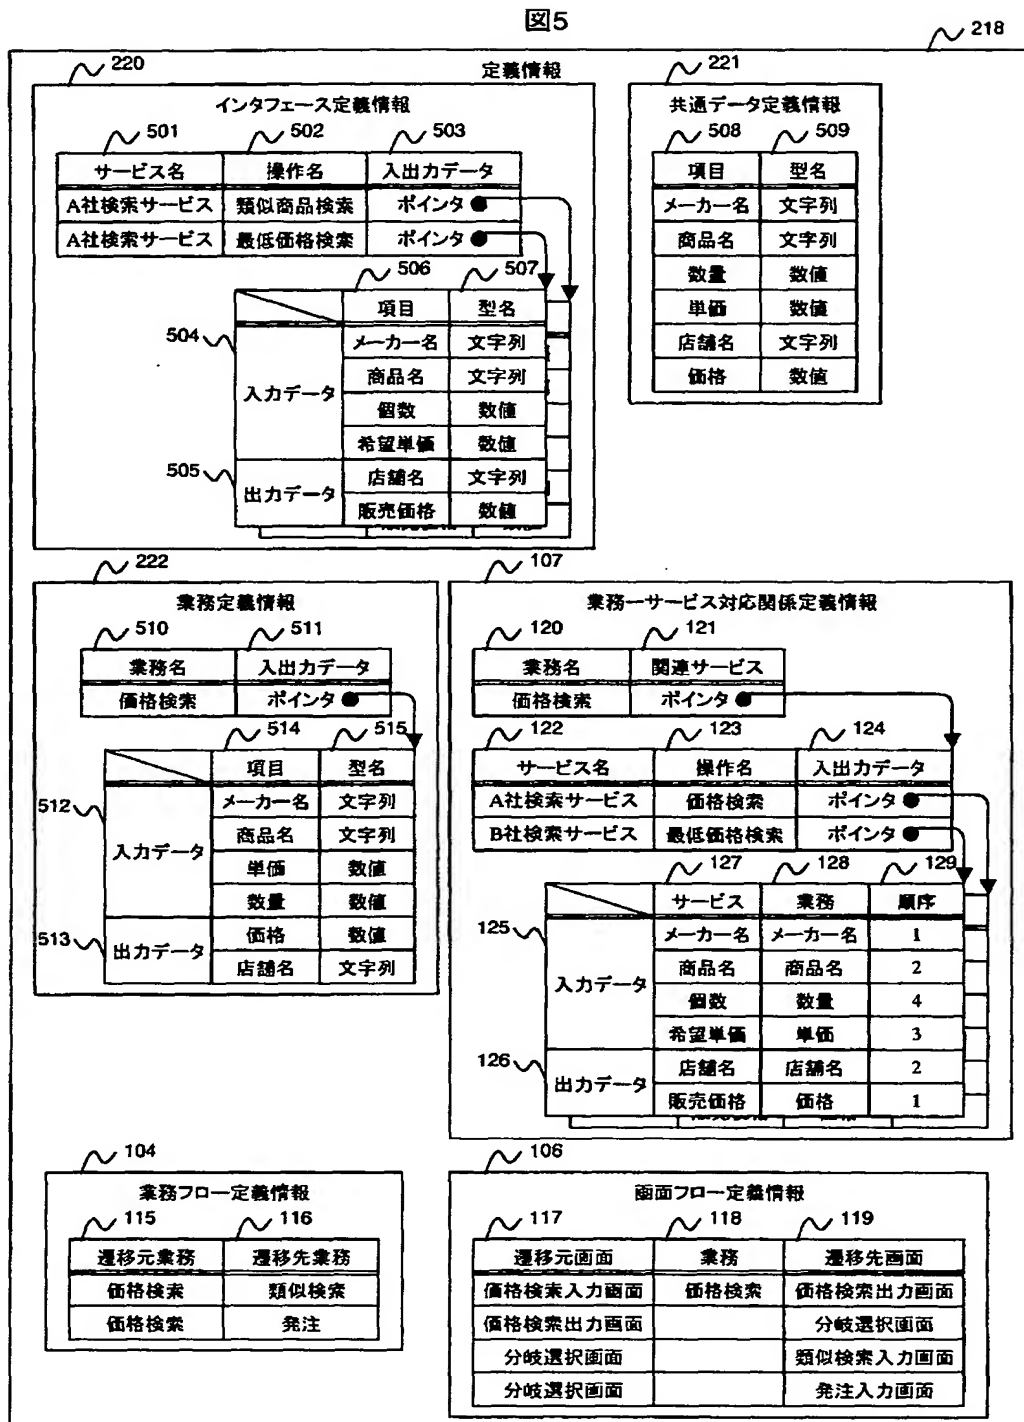 図5
218
220
定義情報
インタフェース定義情報
501 502 503
サービス名 操作名 入出力データ
A社検索サービス 類似商品検索 ポインタ
A社検索サービス 最低価格検索 ポインタ
506 507
項目 型名
504
入力データ
メーカー名 文字列
商品名 文字列
個数 数値
希望単価 数値
505
出力データ
店舗名 文字列
販売価格 数値
221
共通データ定義情報
508 509
項目 型名
メーカー名 文字列
商品名 文字列
数量 数値
単価 数値
店舗名 文字列
価格 数値
222
業務定義情報
510 511
業務名 入出力データ
価格検索 ポインタ
514 515
項目 型名
512
入力データ
メーカー名 文字列
商品名 文字列
単価 数値
数量 数値
513
出力データ
価格 数値
店舗名 文字列
107
業務ーサービス対応関係定義情報
120 121
業務名 関連サービス
価格検索 ポインタ
122 123 124
サービス名 操作名 入出力データ
A社検索サービス 価格検索 ポインタ
B社検索サービス 最低価格検索 ポインタ
127 128 129
サービス 業務 順序
125
入力データ
メーカー名 メーカー名 1
商品名 商品名 2
個数 数量 4
希望単価 単価 3
126
出力データ
店舗名 店舗名 2
販売価格 価格 1
104
業務フロー定義情報
115 116
遷移元業務 遷移先業務
価格検索 類似検索
価格検索 発注
106
画面フロー定義情報
117 118 119
遷移元画面 業務 遷移先画面
価格検索入力画面 価格検索 価格検索出力画面
価格検索出力画面 分岐選択画面
分岐選択画面 類似検索入力画面
分岐選択画面 発注入力画面